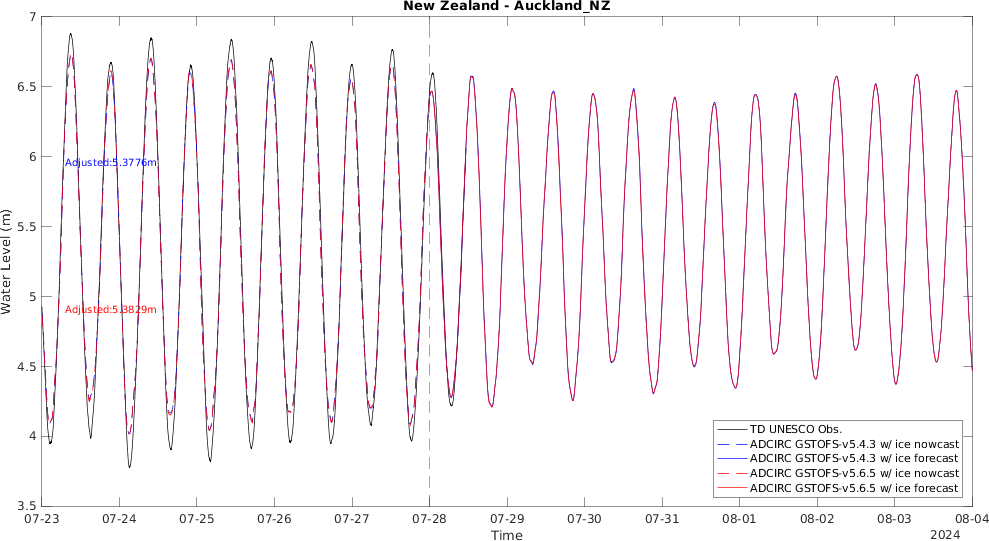 New Zealand - Auckland_NZ
7
6.5
6
5.5
5
4.5
4
3.5
Water Level (m)
Adjusted:5.3776m
Adjusted:5.3829m
TD UNESCO Obs.
ADCIRC GSTOFS-v5.4.3 w/ ice nowcast
ADCIRC GSTOFS-v5.4.3 w/ ice forecast
ADCIRC GSTOFS-v5.6.5 w/ ice nowcast
ADCIRC GSTOFS-v5.6.5 w/ ice forecast
07-23 07-24 07-25 07-26 07-27 07-28 07-29 07-30 07-31 08-01 08-02 08-03 08-04
Time
2024